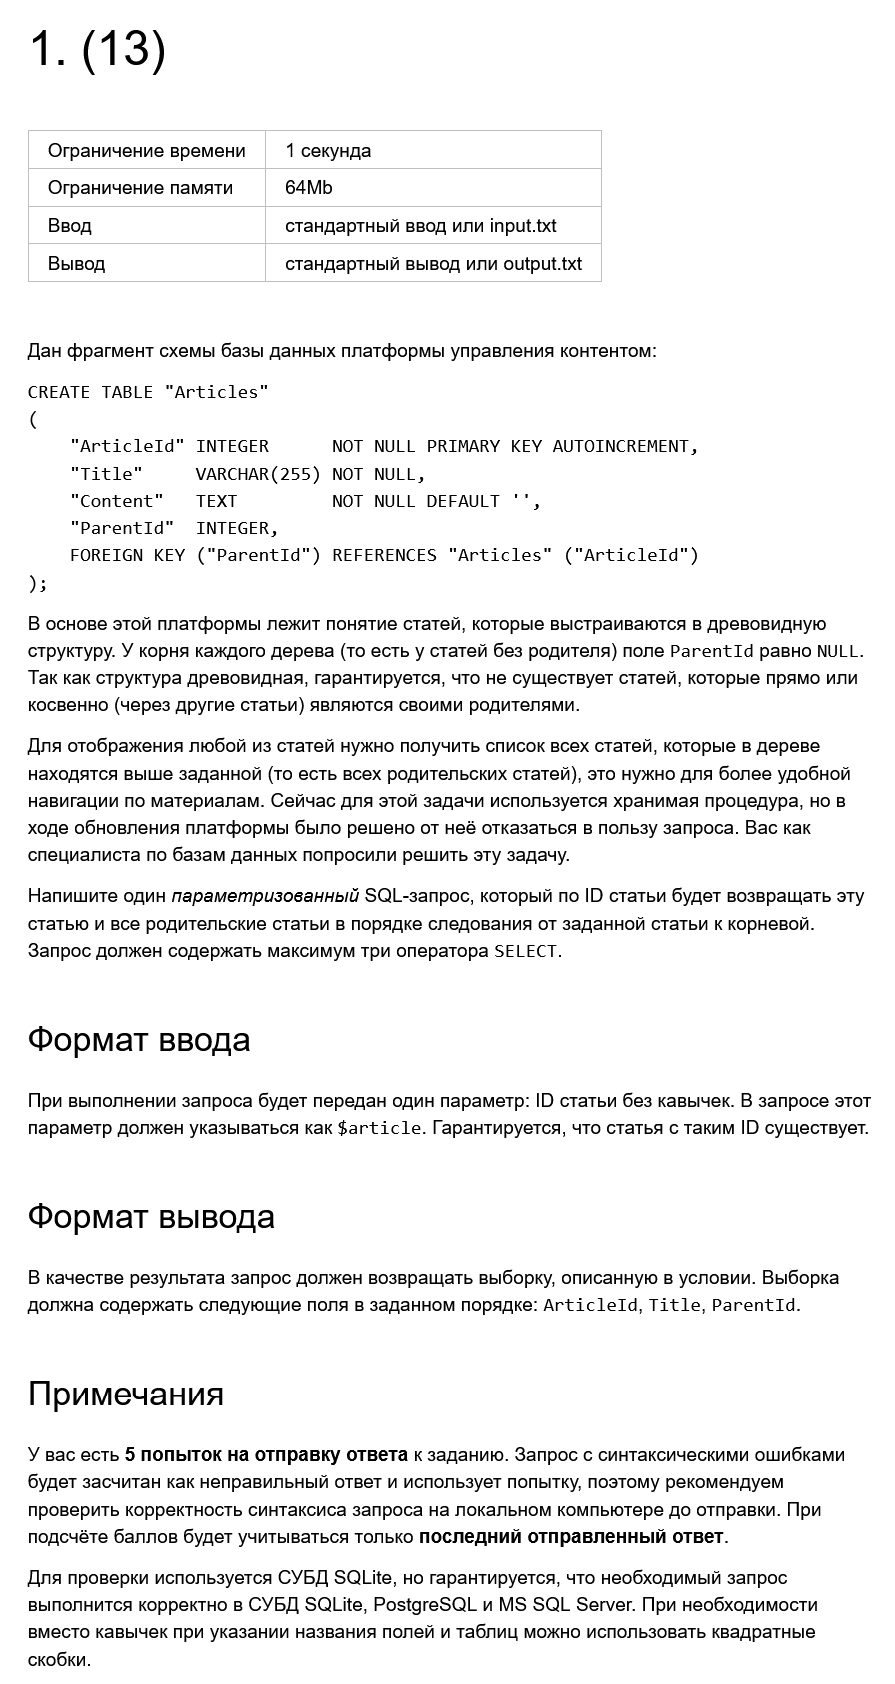 1. (13)
Ограничение времени 1 секунда
Ограничение памяти 64Mb
Ввод стандартный ввод или input.txt
Вывод стандартный вывод или output.txt
Дан фрагмент схемы базы данных платформы управления контентом:
CREATE TABLE "Articles"
(
    "ArticleId" INTEGER      NOT NULL PRIMARY KEY AUTOINCREMENT,
    "Title"     VARCHAR(255) NOT NULL,
    "Content"   TEXT         NOT NULL DEFAULT '',
    "ParentId"  INTEGER,
    FOREIGN KEY ("ParentId") REFERENCES "Articles" ("ArticleId")
);
В основе этой платформы лежит понятие статей, которые выстраиваются в древовидную
структуру. У корня каждого дерева (то есть у статей без родителя) поле ParentId равно NULL.
Так как структура древовидная, гарантируется, что не существует статей, которые прямо или
косвенно (через другие статьи) являются своими родителями.
Для отображения любой из статей нужно получить список всех статей, которые в дереве
находятся выше заданной (то есть всех родительских статей), это нужно для более удобной
навигации по материалам. Сейчас для этой задачи используется хранимая процедура, но в
ходе обновления платформы было решено от неё отказаться в пользу запроса. Вас как
специалиста по базам данных попросили решить эту задачу.
Напишите один параметризованный SQL-запрос, который по ID статьи будет возвращать эту
статью и все родительские статьи в порядке следования от заданной статьи к корневой.
Запрос должен содержать максимум три оператора SELECT.
Формат ввода
При выполнении запроса будет передан один параметр: ID статьи без кавычек. В запросе этот
параметр должен указываться как $article. Гарантируется, что статья с таким ID существует.
Формат вывода
В качестве результата запрос должен возвращать выборку, описанную в условии. Выборка
должна содержать следующие поля в заданном порядке: ArticleId, Title, ParentId.
Примечания
У вас есть 5 попыток на отправку ответа к заданию. Запрос с синтаксическими ошибками
будет засчитан как неправильный ответ и использует попытку, поэтому рекомендуем
проверить корректность синтаксиса запроса на локальном компьютере до отправки. При
подсчёте баллов будет учитываться только последний отправленный ответ.
Для проверки используется СУБД SQLite, но гарантируется, что необходимый запрос
выполнится корректно в СУБД SQLite, PostgreSQL и MS SQL Server. При необходимости
вместо кавычек при указании названия полей и таблиц можно использовать квадратные
скобки.